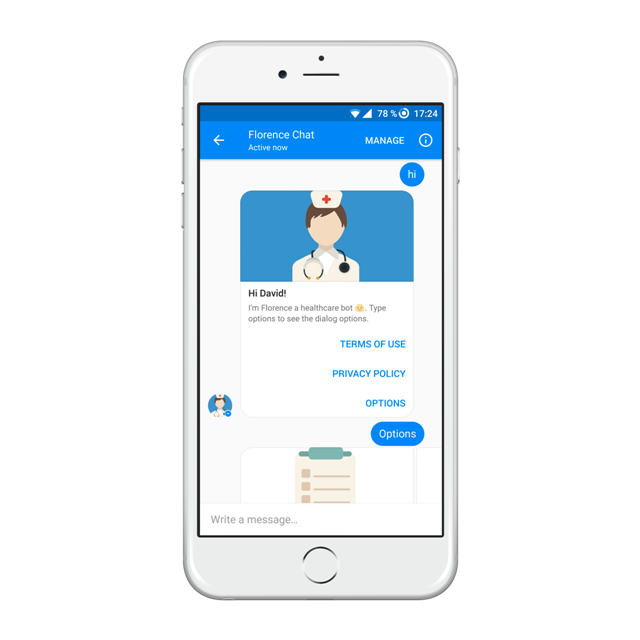 78 % 17:24
Florence Chat
Active now
MANAGE
hi
Hi David!
I'm Florence a healthcare bot 😊. Type
options to see the dialog options.
TERMS OF USE
PRIVACY POLICY
OPTIONS
Options
Write a message...